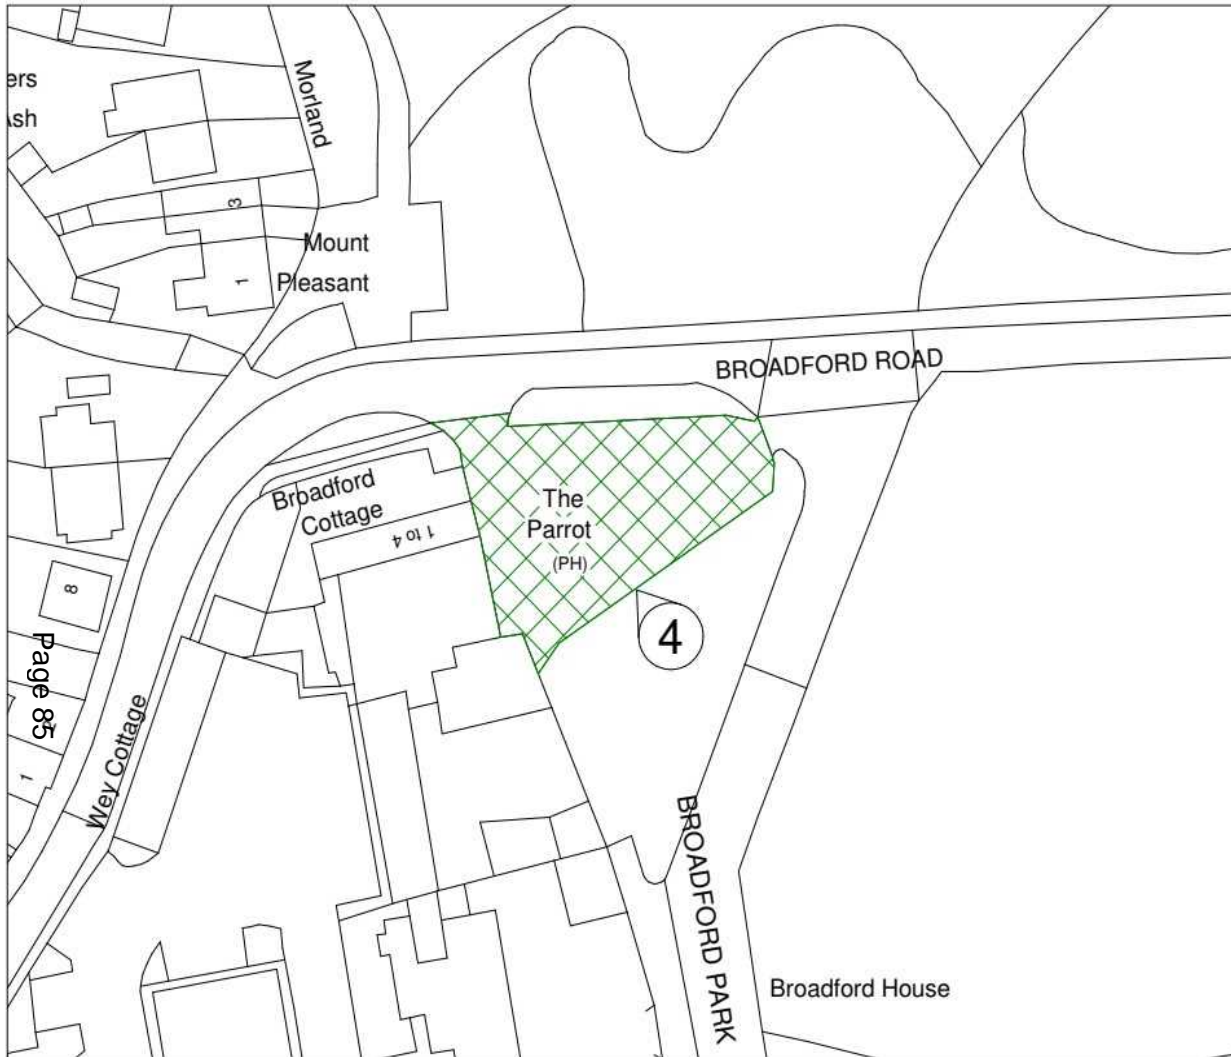 ers
Ash
Morland
3
Mount
1
Pleasant
BROADFORD ROAD
Broadford
Cottage
1 to 4
The
Parrot
(PH)
8
4
Page 85
2
1
Wey Cottage
BROADFORD PARK
Broadford House